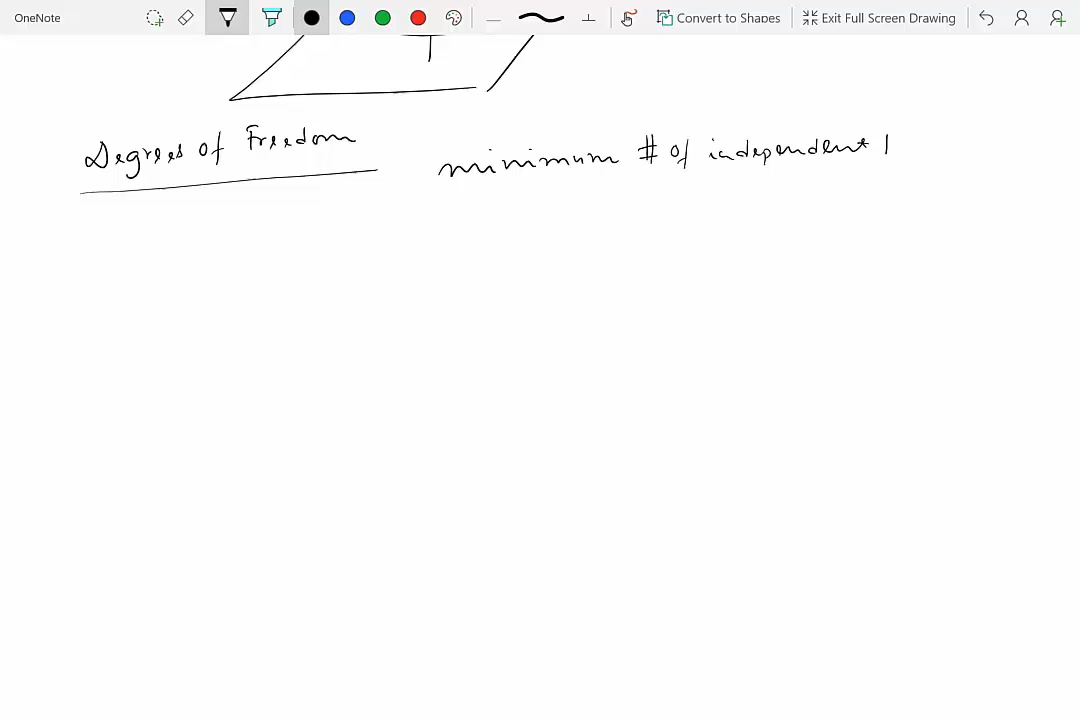 OneNote
Convert to Shapes
Exit Full Screen Drawing
Degrees of Freedom
minimum # of independent